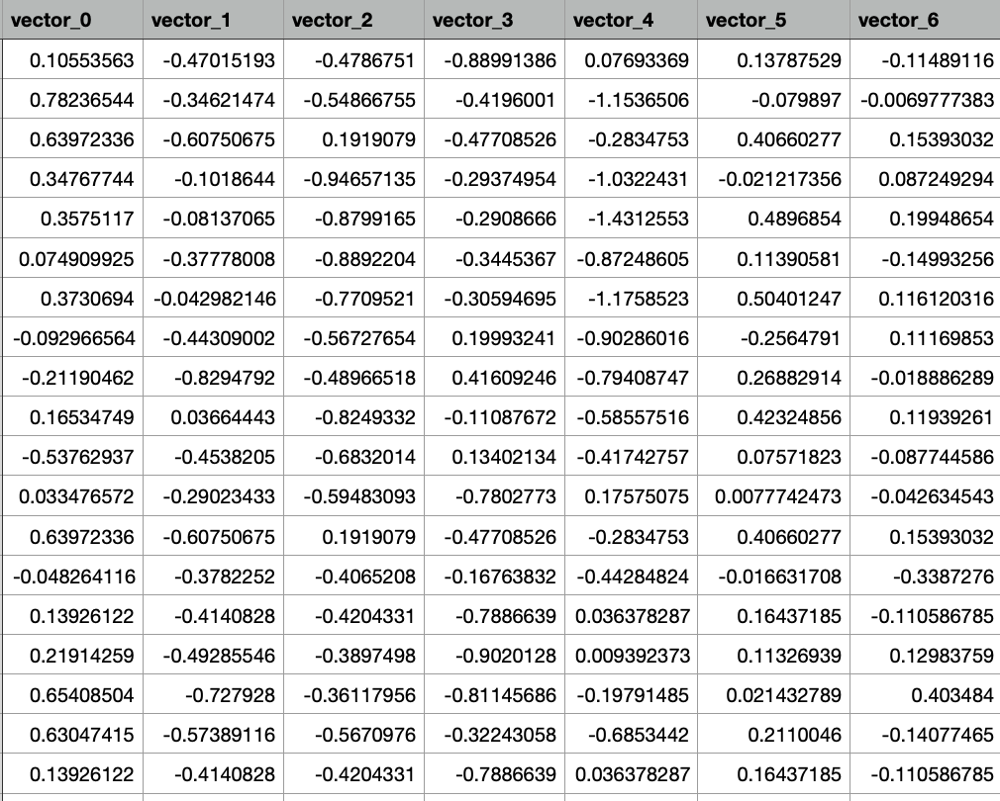 vector_0 vector_1 vector_2 vector_3 vector_4 vector_5 vector_6
0.10553563 -0.47015193 -0.4786751 -0.88991386 0.07693369 0.13787529 -0.11489116
0.78236544 -0.34621474 -0.54866755 -0.4196001 -1.1536506 -0.079897 -0.0069777383
0.63972336 -0.60750675 0.1919079 -0.47708526 -0.2834753 0.40660277 0.15393032
0.34767744 -0.1018644 -0.94657135 -0.29374954 -1.0322431 -0.021217356 0.087249294
0.3575117 -0.08137065 -0.8799165 -0.2908666 -1.4312553 0.4896854 0.19948654
0.074909925 -0.37778008 -0.8892204 -0.3445367 -0.87248605 0.11390581 -0.14993256
0.3730694 -0.042982146 -0.7709521 -0.30594695 -1.1758523 0.50401247 0.116120316
-0.092966564 -0.44309002 -0.56727654 0.19993241 -0.90286016 -0.2564791 0.11169853
-0.21190462 -0.8294792 -0.48966518 0.41609246 -0.79408747 0.26882914 -0.018886289
0.16534749 0.03664443 -0.8249332 -0.11087672 -0.58557516 0.42324856 0.11939261
-0.53762937 -0.4538205 -0.6832014 0.13402134 -0.41742757 0.07571823 -0.087744586
0.033476572 -0.29023433 -0.59483093 -0.7802773 0.17575075 0.0077742473 -0.042634543
0.63972336 -0.60750675 0.1919079 -0.47708526 -0.2834753 0.40660277 0.15393032
-0.048264116 -0.3782252 -0.4065208 -0.16763832 -0.44284824 -0.016631708 -0.3387276
0.13926122 -0.4140828 -0.4204331 -0.7886639 0.036378287 0.16437185 -0.110586785
0.21914259 -0.49285546 -0.3897498 -0.9020128 0.009392373 0.11326939 0.12983759
0.65408504 -0.727928 -0.36117956 -0.81145686 -0.19791485 0.021432789 0.403484
0.63047415 -0.57389116 -0.5670976 -0.32243058 -0.6853442 0.2110046 -0.14077465
0.13926122 -0.4140828 -0.4204331 -0.7886639 0.036378287 0.16437185 -0.110586785